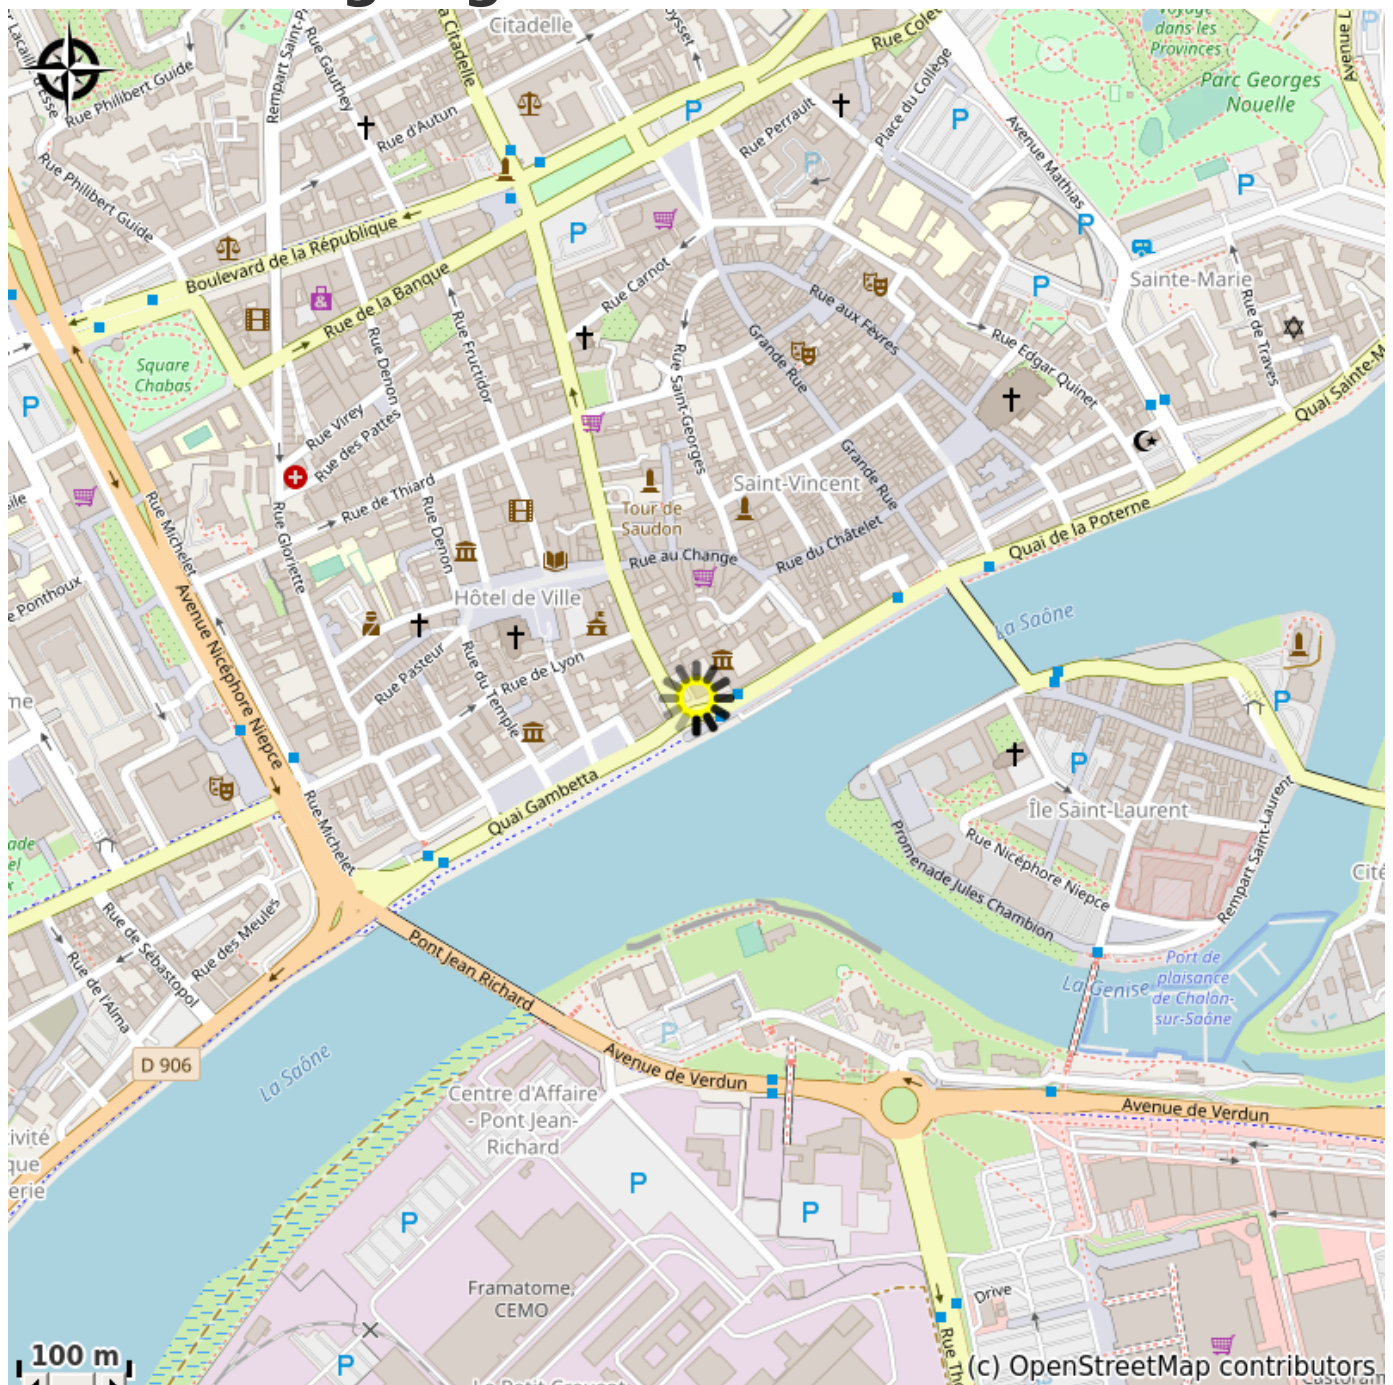 Citadelle
Rue Philibert Guide
Rempart Saint-P
Rue Gauthey
a Citadelle
Rue d'Autun
Rue Perrault
Place du Collège
dans les
Provinces
Parc Georges
Nouelle
Avenue Mathias
Rue Philibert Guide
Boulevard de la République
Rue de la Banque
Rue Carnot
Sainte-Marie
Rue aux Fèvres
Grande Rue
Rue Edgar Quinet
Rue de Traves
Square
Chabas
Rue Denon
Rue Fructidor
Rue Saint-Georges
Rue Virey
Rue des Pattes
Rue de Thiard
Grande Rue
Saint-Vincent
Tour de
Saudon
Rue Michelet
Rue Gloriette
Rue Denon
Rue au Change
Rue du Châtelet
Quai de la Poterne
Quai Sainte-M
e Ponthoux
Hôtel de Ville
La Saône
Avenue Nicéphore Niepce
Rue Pasteur
Rue du Temple
Rue de Lyon
Quai Gambetta
Rue Michelet
Île Saint-Laurent
Promenade Jules Chambion
Rue Nicéphore Niepce
Rempart Saint-Laurent
Cité
Rue de Sébastopol
Rue des Meules
Rue de l'Alma
Pont Jean Richard
La Genise
Port de
plaisance
de Chalon-
sur-Saône
D 906
La Saône
Avenue de Verdun
Avenue de Verdun
Centre d'Affaire
- Pont Jean-
Richard
ivité
que
erie
Framatome,
CEMO
Drive
Rue Tho
100 m
(c) OpenStreetMap contributors